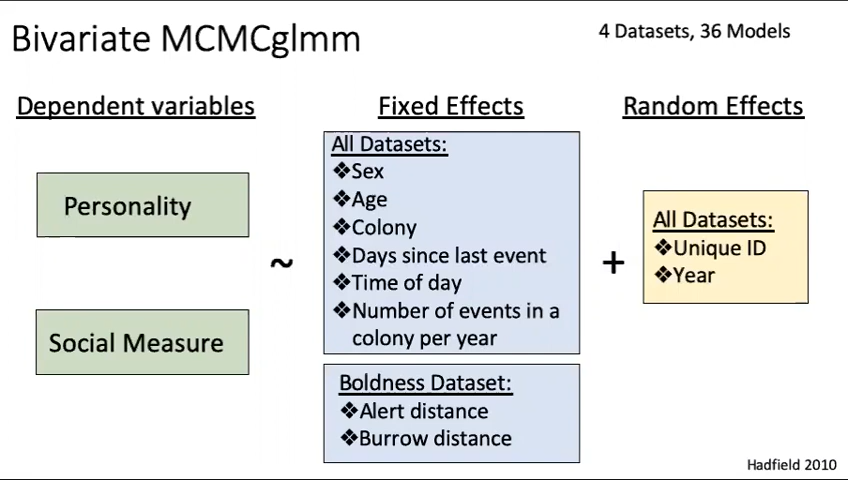 Bivariate MCMCglmm
4 Datasets, 36 Models
Dependent variables
Personality
Social Measure
~
Fixed Effects
All Datasets:
❖Sex
❖Age
❖Colony
❖Days since last event
❖Time of day
❖Number of events in a
colony per year
Boldness Dataset:
❖Alert distance
❖Burrow distance
+
Random Effects
All Datasets:
❖Unique ID
❖Year
Hadfield 2010